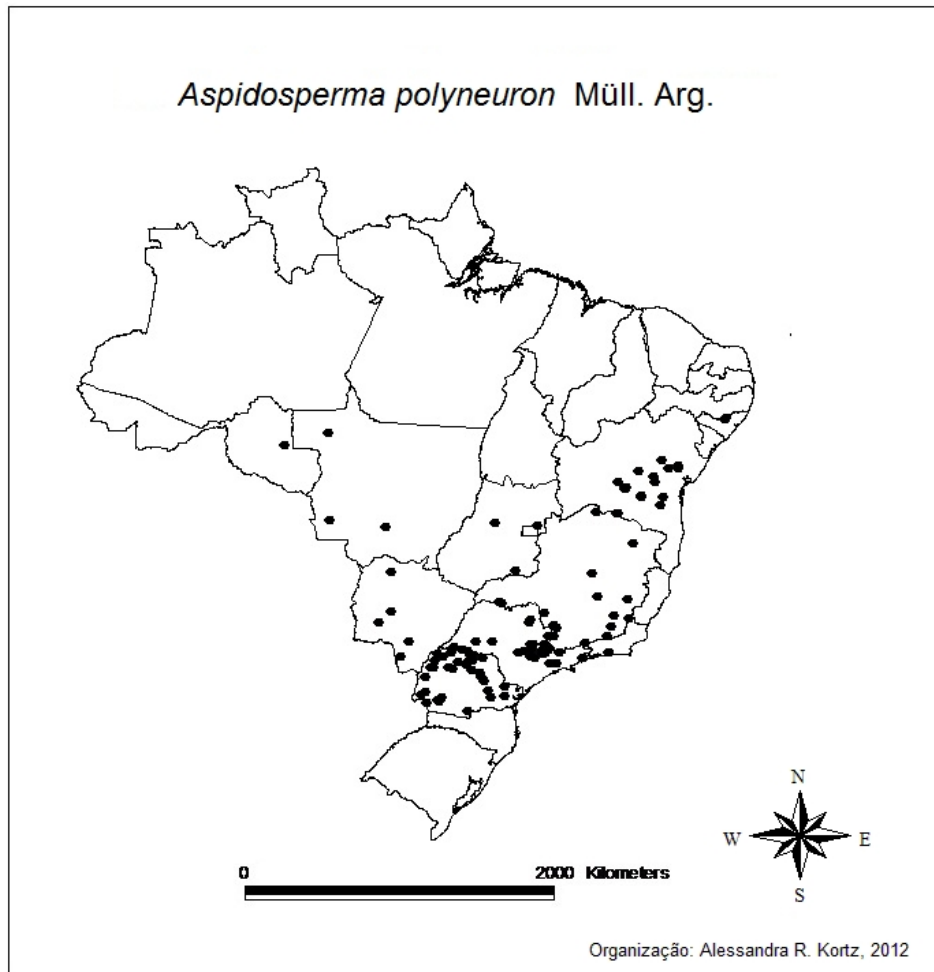 Aspidosperma polyneuron Müll. Arg.
N
W E
S
0 2000 Kilometers
Organização: Alessandra R. Kortz, 2012